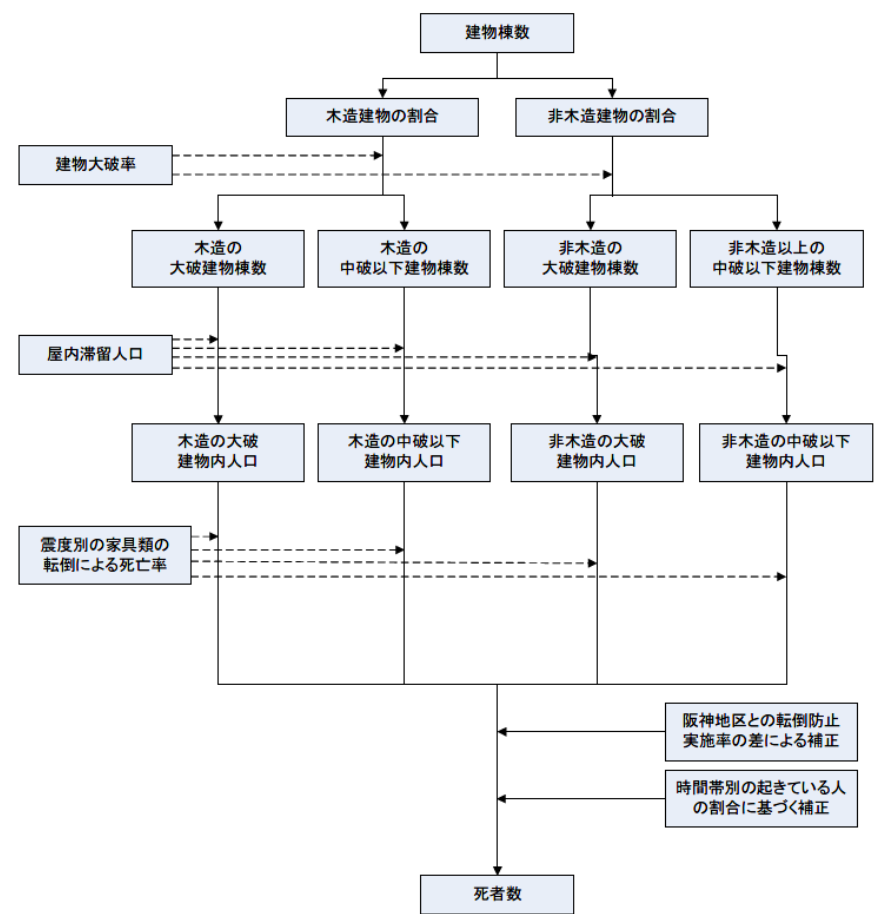 建物棟数
木造建物の割合
非木造建物の割合
建物大破率
木造の
大破建物棟数
木造の
中破以下建物棟数
非木造の
大破建物棟数
非木造以上の
中破以下建物棟数
屋内滞留人口
木造の大破
建物内人口
木造の中破以下
建物内人口
非木造の大破
建物内人口
非木造の中破以下
建物内人口
震度別の家具類の
転倒による死亡率
阪神地区との転倒防止
実施率の差による補正
時間帯別の起きている人
の割合に基づく補正
死者数